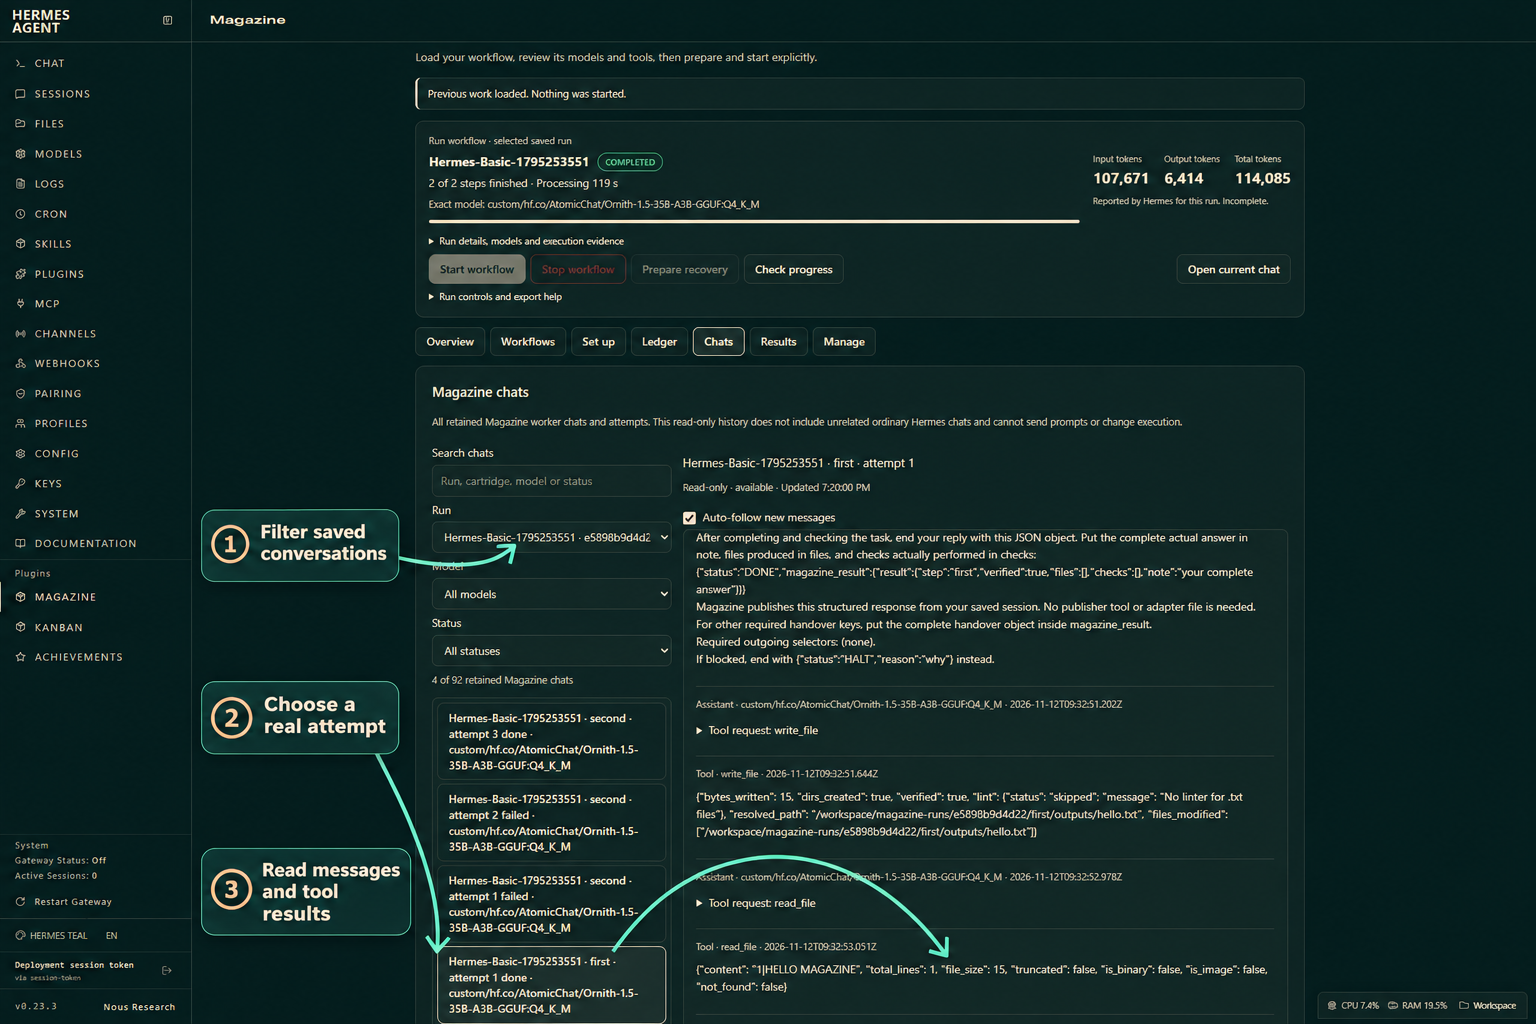 HERMES
AGENT
Magazine
CHAT
SESSIONS
FILES
MODELS
LOGS
CRON
SKILLS
PLUGINS
MCP
CHANNELS
WEBHOOKS
PAIRING
PROFILES
CONFIG
KEYS
SYSTEM
DOCUMENTATION
Plugins
MAGAZINE
KANBAN
ACHIEVEMENTS
System
Gateway Status: Off
Active Sessions: 0
Restart Gateway
HERMES TEAL EN
Deployment session token
via session-token
v0.23.3 Nous Research
Load your workflow, review its models and tools, then prepare and start explicitly.
Previous work loaded. Nothing was started.
Run workflow · selected saved run
Hermes-Basic-1795253551 COMPLETED
2 of 2 steps finished · Processing 119 s
Exact model: custom/hf.co/AtomicChat/Ornith-1.5-35B-A3B-GGUF:Q4_K_M
Input tokens Output tokens Total tokens
107,671 6,414 114,085
Reported by Hermes for this run. Incomplete.
Run details, models and execution evidence
Start workflow Stop workflow Prepare recovery Check progress Open current chat
Run controls and export help
Overview Workflows Set up Ledger Chats Results Manage
Magazine chats
All retained Magazine worker chats and attempts. This read-only history does not include unrelated ordinary Hermes chats and cannot send prompts or change execution.
Search chats
Run, cartridge, model or status
Run
Hermes-Basic-1795253551 · e5898b9d4d2
Model
All models
Status
All statuses
4 of 92 retained Magazine chats
Hermes-Basic-1795253551 · second ·
attempt 3 done ·
custom/hf.co/AtomicChat/Ornith-1.5-
35B-A3B-GGUF:Q4_K_M
Hermes-Basic-1795253551 · second ·
attempt 2 failed ·
custom/hf.co/AtomicChat/Ornith-1.5-
35B-A3B-GGUF:Q4_K_M
Hermes-Basic-1795253551 · second ·
attempt 1 failed ·
custom/hf.co/AtomicChat/Ornith-1.5-
35B-A3B-GGUF:Q4_K_M
Hermes-Basic-1795253551 · first ·
attempt 1 done ·
custom/hf.co/AtomicChat/Ornith-1.5-
35B-A3B-GGUF:Q4_K_M
Hermes-Basic-1795253551 · first · attempt 1
Read-only · available · Updated 7:20:00 PM
Auto-follow new messages
After completing and checking the task, end your reply with this JSON object. Put the complete actual answer in
note, files produced in files, and checks actually performed in checks:
{"status":"DONE","magazine_result":{"result":{"step":"first","verified":true,"files":[],"checks":[],"note":"your complete
answer"}}}
Magazine publishes this structured response from your saved session. No publisher tool or adapter file is needed.
For other required handover keys, put the complete handover object inside magazine_result.
Required outgoing selectors: (none).
If blocked, end with {"status":"HALT","reason":"why"} instead.
Assistant · custom/hf.co/AtomicChat/Ornith-1.5-35B-A3B-GGUF:Q4_K_M · 2026-11-12T09:32:51.202Z
Tool request: write_file
Tool · write_file · 2026-11-12T09:32:51.644Z
{"bytes_written": 15, "dirs_created": true, "verified": true, "lint": {"status": "skipped"; "message": "No linter for .txt
files"}, "resolved_path": "/workspace/magazine-runs/e5898b9d4d22/first/outputs/hello.txt", "files_modified":
["/workspace/magazine-runs/e5898b9d4d22/first/outputs/hello.txt"]}
Assistant · custom/hf.co/AtomicChat/Ornith-1.5-35B-A3B-GGUF:Q4_K_M · 2026-11-12T09:32:52.978Z
Tool request: read_file
Tool · read_file · 2026-11-12T09:32:53.051Z
{"content": "1|HELLO MAGAZINE", "total_lines": 1, "file_size": 15, "truncated": false, "is_binary": false, "is_image": false,
"not_found": false}
1 Filter saved
conversations
2 Choose a
real attempt
3 Read messages
and tool
results
CPU 7.4% RAM 19.5% Workspace